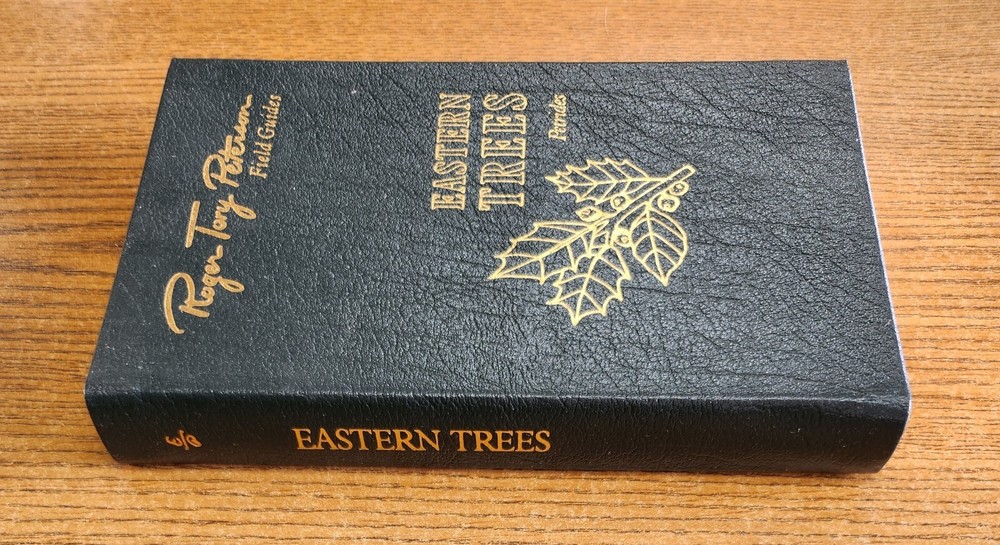 Roger Tory Peterson
Field Guides
EASTERN
TREES
Petrides
EASTERN TREES